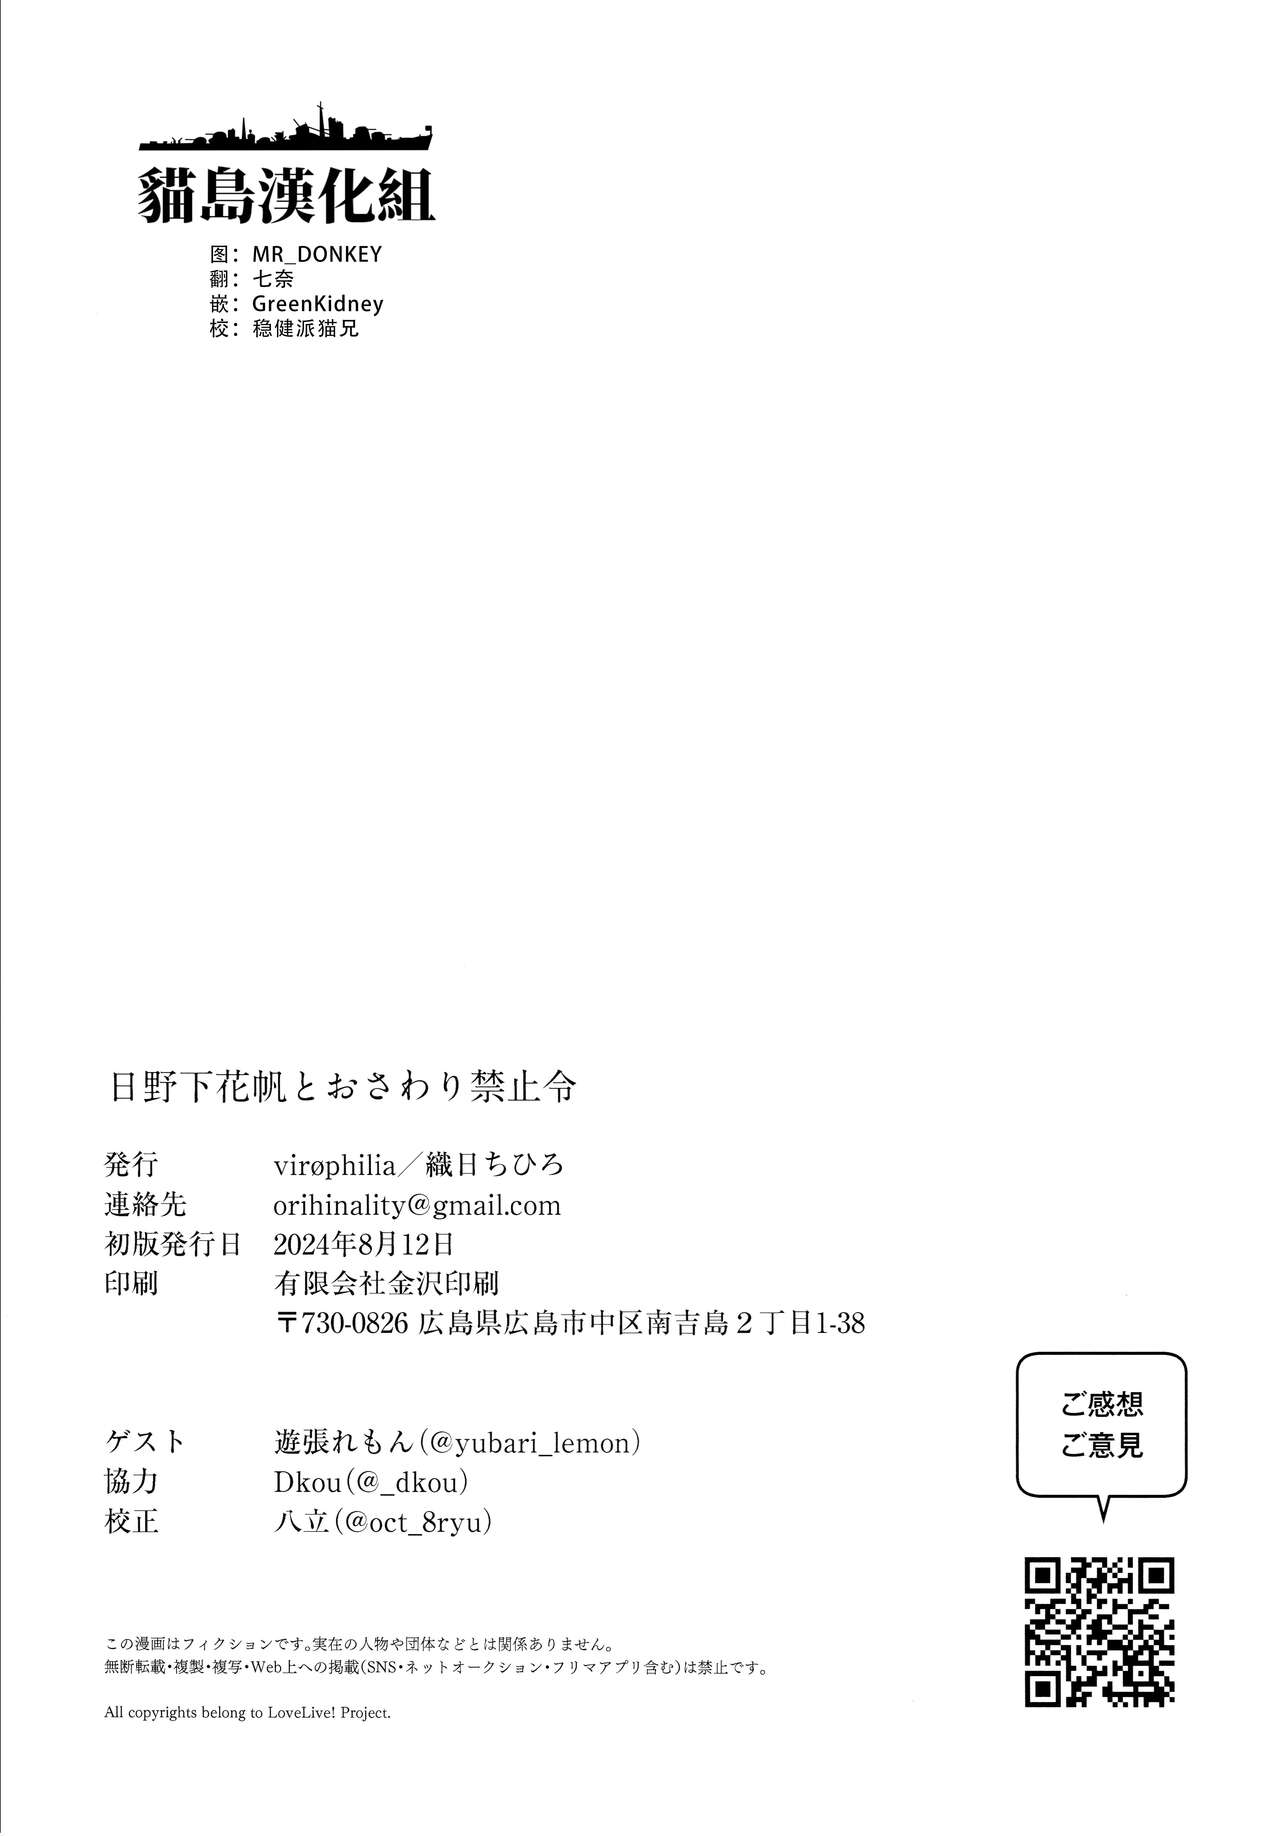 貓島漢化組
图：MR_DONKEY
翻：七奈
嵌：GreenKidney
校：稳健派猫兄
日野下花帆とおさわり禁止令
発行 virøphilia／織日ちひろ
連絡先 orihinality@gmail.com
初版発行日 2024年8月12日
印刷 有限会社金沢印刷
〒730-0826 広島県広島市中区南吉島２丁目1-38
ゲスト 遊張れもん(@yubari_lemon)
協力 Dkou(@_dkou)
校正 八立(@oct_8ryu)
ご感想
ご意見
この漫画はフィクションです。実在の人物や団体などとは関係ありません。
無断転載・複製・複写・Web上への掲載(SNS・ネットオークション・フリマアプリ含む)は禁止です。
All copyrights belong to LoveLive! Project.